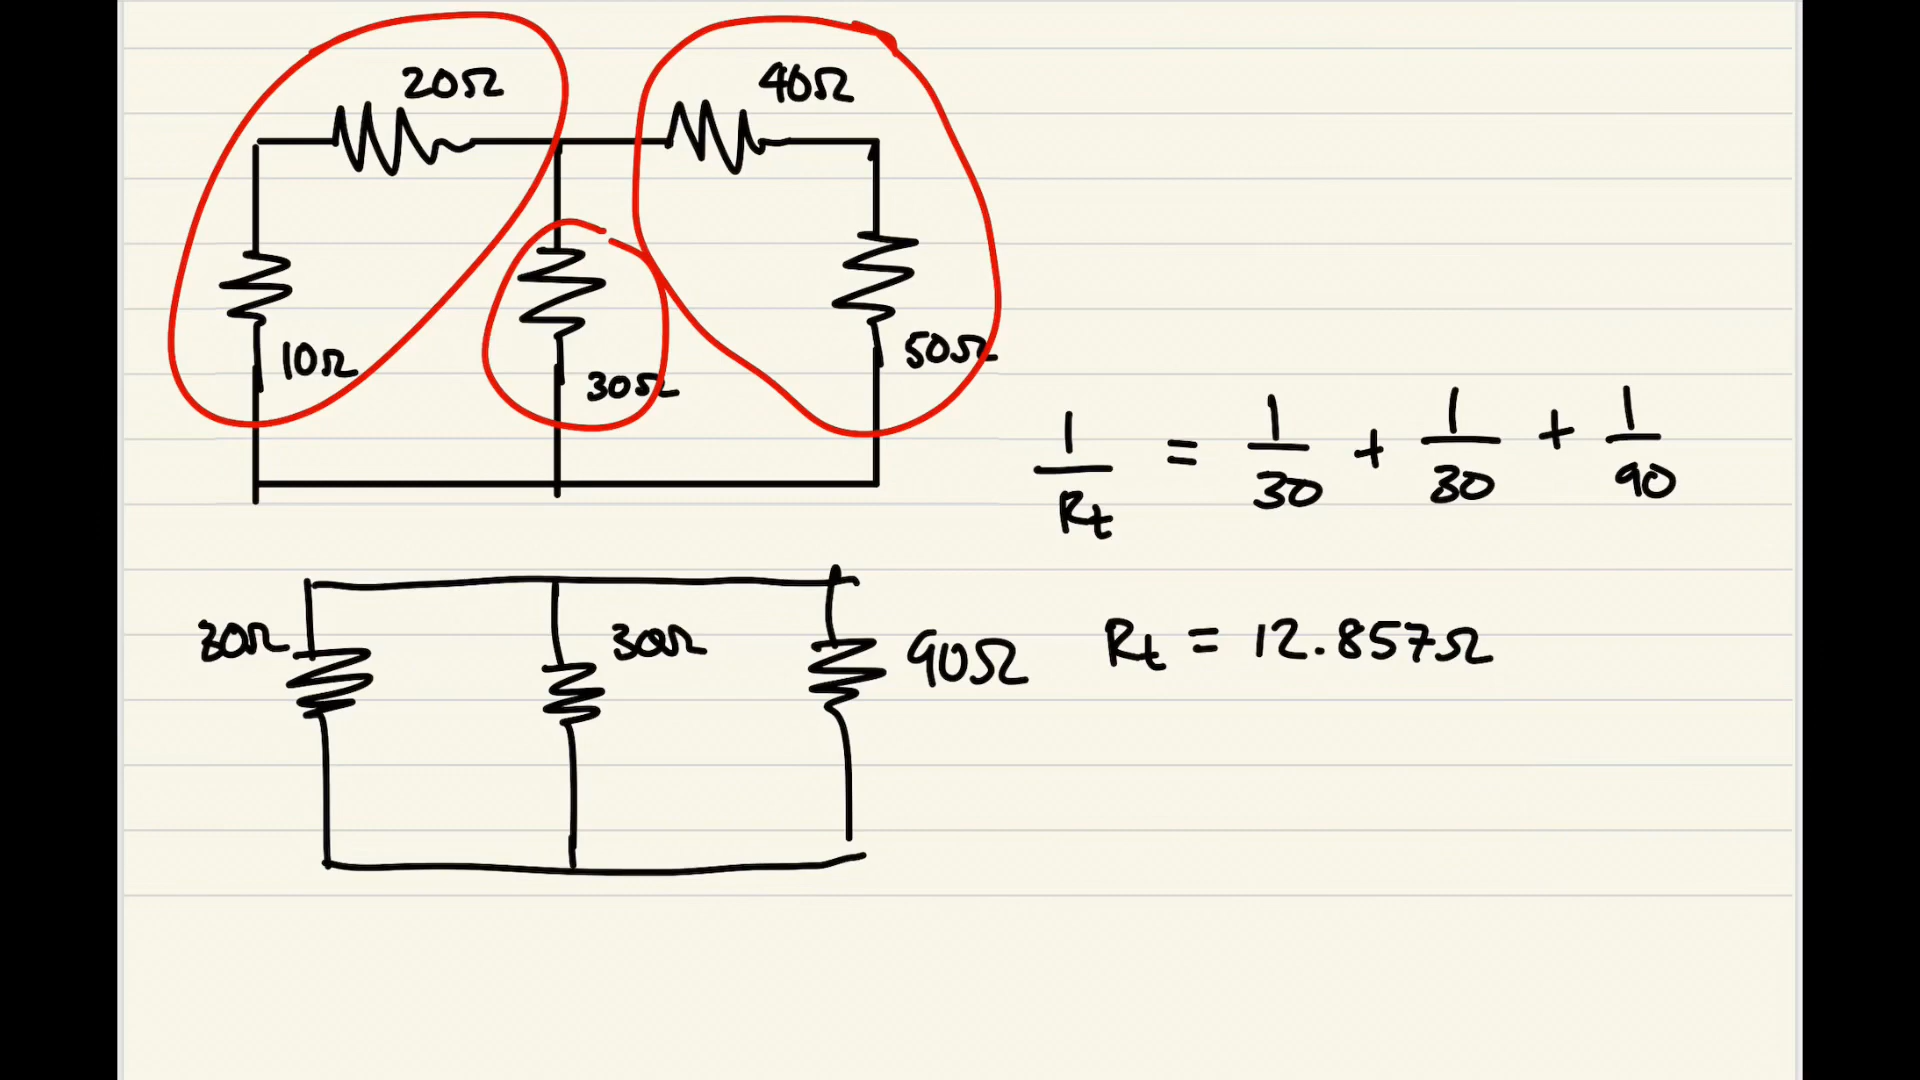 20Ω 40Ω
10Ω 30Ω 50Ω
1/Rt = 1/30 + 1/30 + 1/90
30Ω 30Ω 90Ω
Rt = 12.857Ω